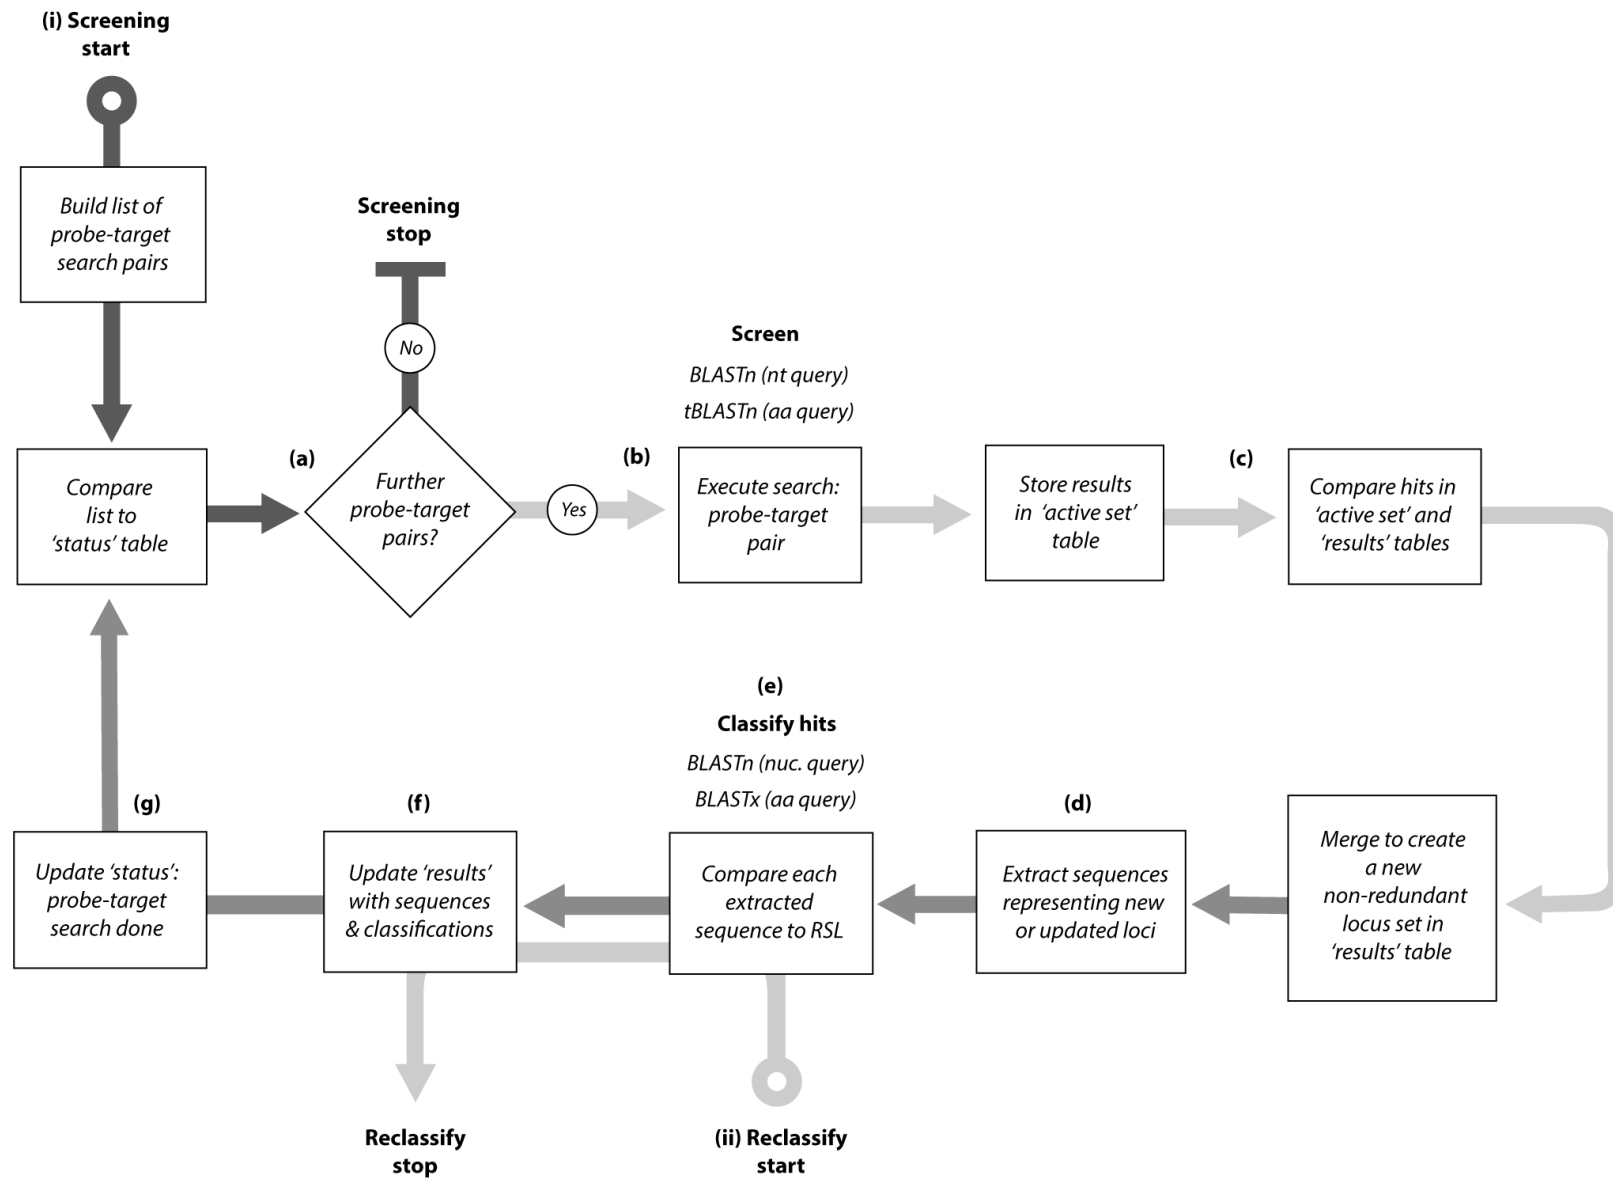 (i) Screening
start
Build list of
probe-target
search pairs
Screening
stop
No
Screen
BLASTn (nt query)
tBLASTn (aa query)
Compare
list to
‘status’ table
(a)
Further
probe-target
pairs?
Yes
(b)
Execute search:
probe-target
pair
Store results
in ‘active set’
table
(c)
Compare hits in
‘active set’ and
‘results’ tables
(e)
Classify hits
BLASTn (nuc. query)
BLASTx (aa query)
(g)
Update ‘status’:
probe-target
search done
(f)
Update ‘results’
with sequences
& classifications
Compare each
extracted
sequence to RSL
(d)
Extract sequences
representing new
or updated loci
Merge to create
a new
non-redundant
locus set in
‘results’ table
Reclassify
stop
(ii) Reclassify
start